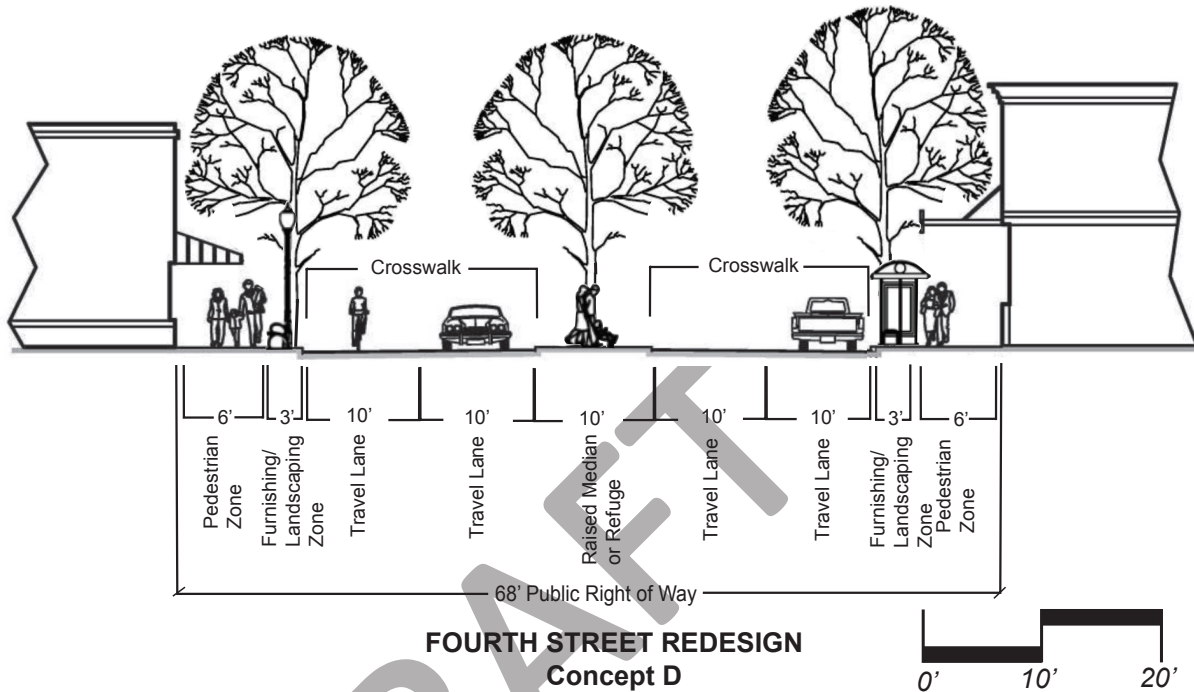 Crosswalk
Crosswalk
6’
3’
10’
10’
10’
10’
10’
3’
6’
Pedestrian
Zone
Furnishing/
Landscaping
Zone
Travel Lane
Travel Lane
Raised Median
or Refuge
Travel Lane
Travel Lane
Furnishing/
Landscaping
Zone
Pedestrian
Zone
68’ Public Right of Way
DRAFT
FOURTH STREET REDESIGN
Concept D
0’
10’
20’